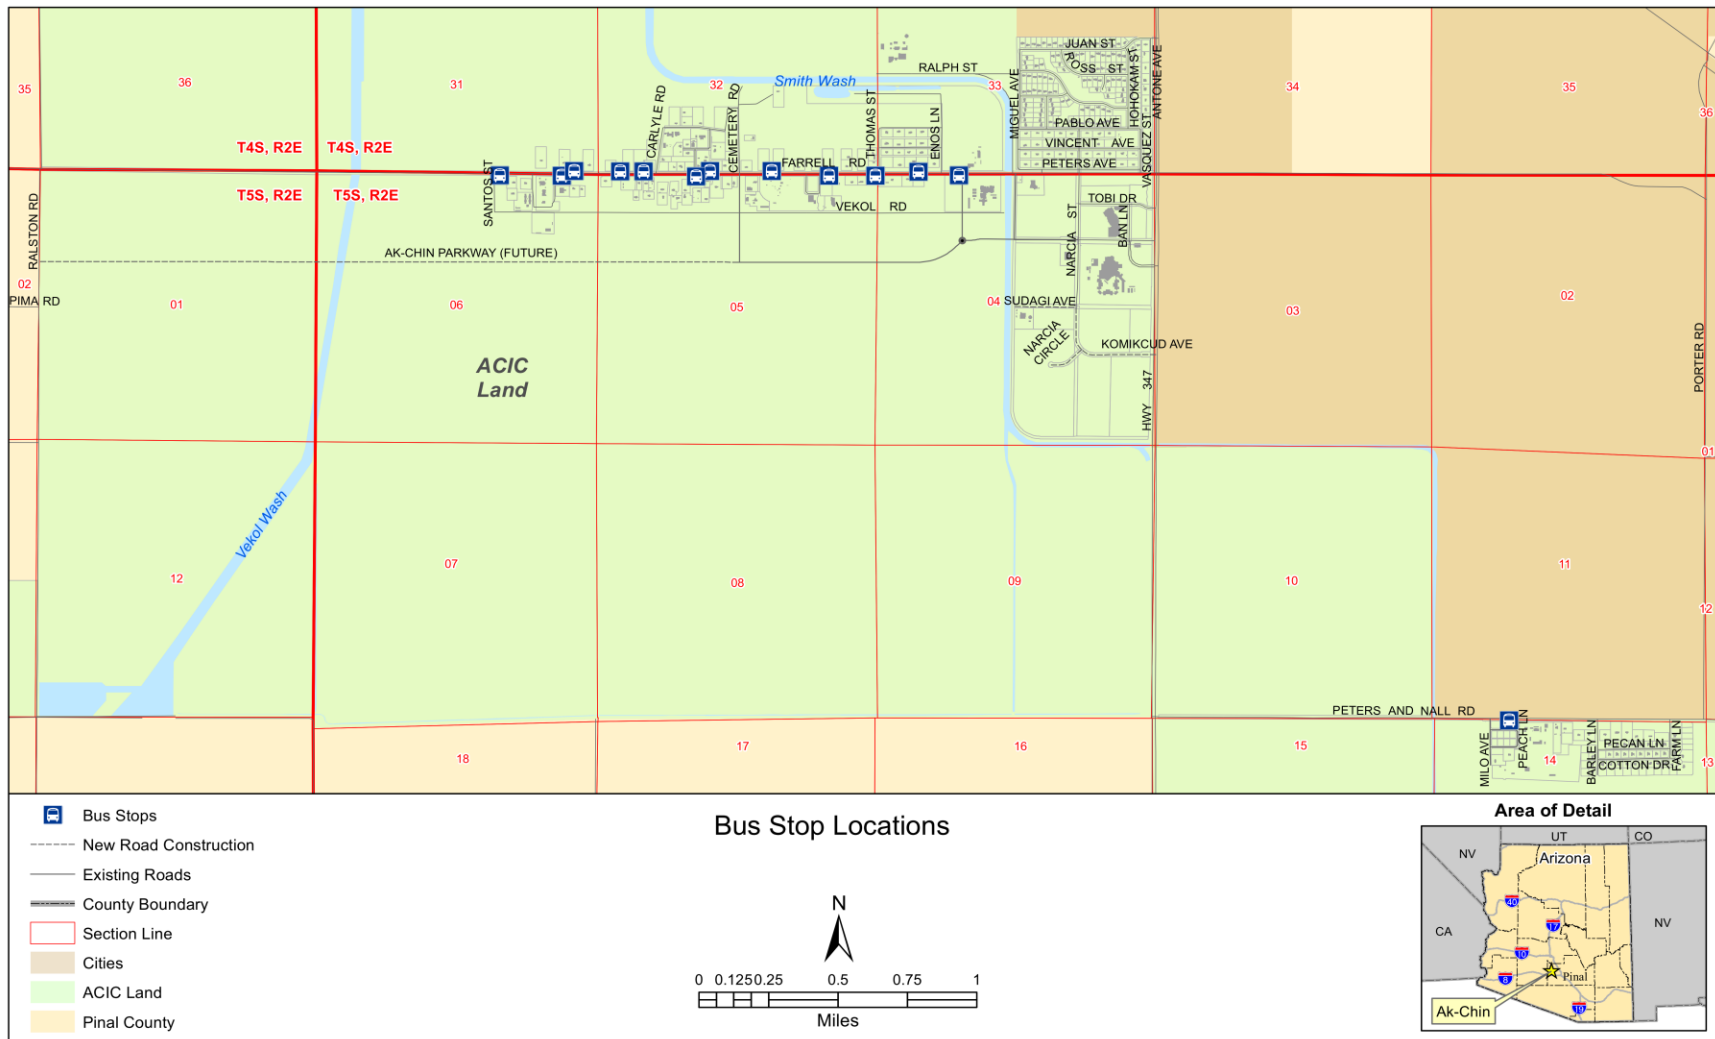 35
36
31
32
33
34
35
36
JUAN ST
ROSS ST
HOHOKAM ST
ANTONE AVE
RALPH ST
MIGUEL AVE
Smith Wash
CARLYLE RD
CEMETERY RD
THOMAS ST
ENOS LN
PABLO AVE
VINCENT AVE
PETERS AVE
VASQUEZ ST
T4S, R2E
T4S, R2E
FARRELL RD
SANTOS ST
T5S, R2E
T5S, R2E
VEKOL RD
RALSTON RD
TOBI DR
NARCIA ST
BAN LN
AK-CHIN PARKWAY (FUTURE)
02
PIMA RD
01
06
05
04
SUDAGI AVE
03
02
NARCIA
CIRCLE
KOMIKCUD AVE
PORTER RD
HWY 347
ACIC
Land
01
Vekol Wash
12
07
08
09
10
11
12
PETERS AND NALL RD
18
17
16
15
MILO AVE
PEACH LN
14
BARLEY LN
PECAN LN
COTTON DR
FARM LN
13
Bus Stops
New Road Construction
Existing Roads
County Boundary
Section Line
Cities
ACIC Land
Pinal County
Bus Stop Locations
N
0 0.125 0.25 0.5 0.75 1
Miles
Area of Detail
UT
CO
NV
Arizona
40
17
CA
NV
10
8
Pinal
Ak-Chin
19